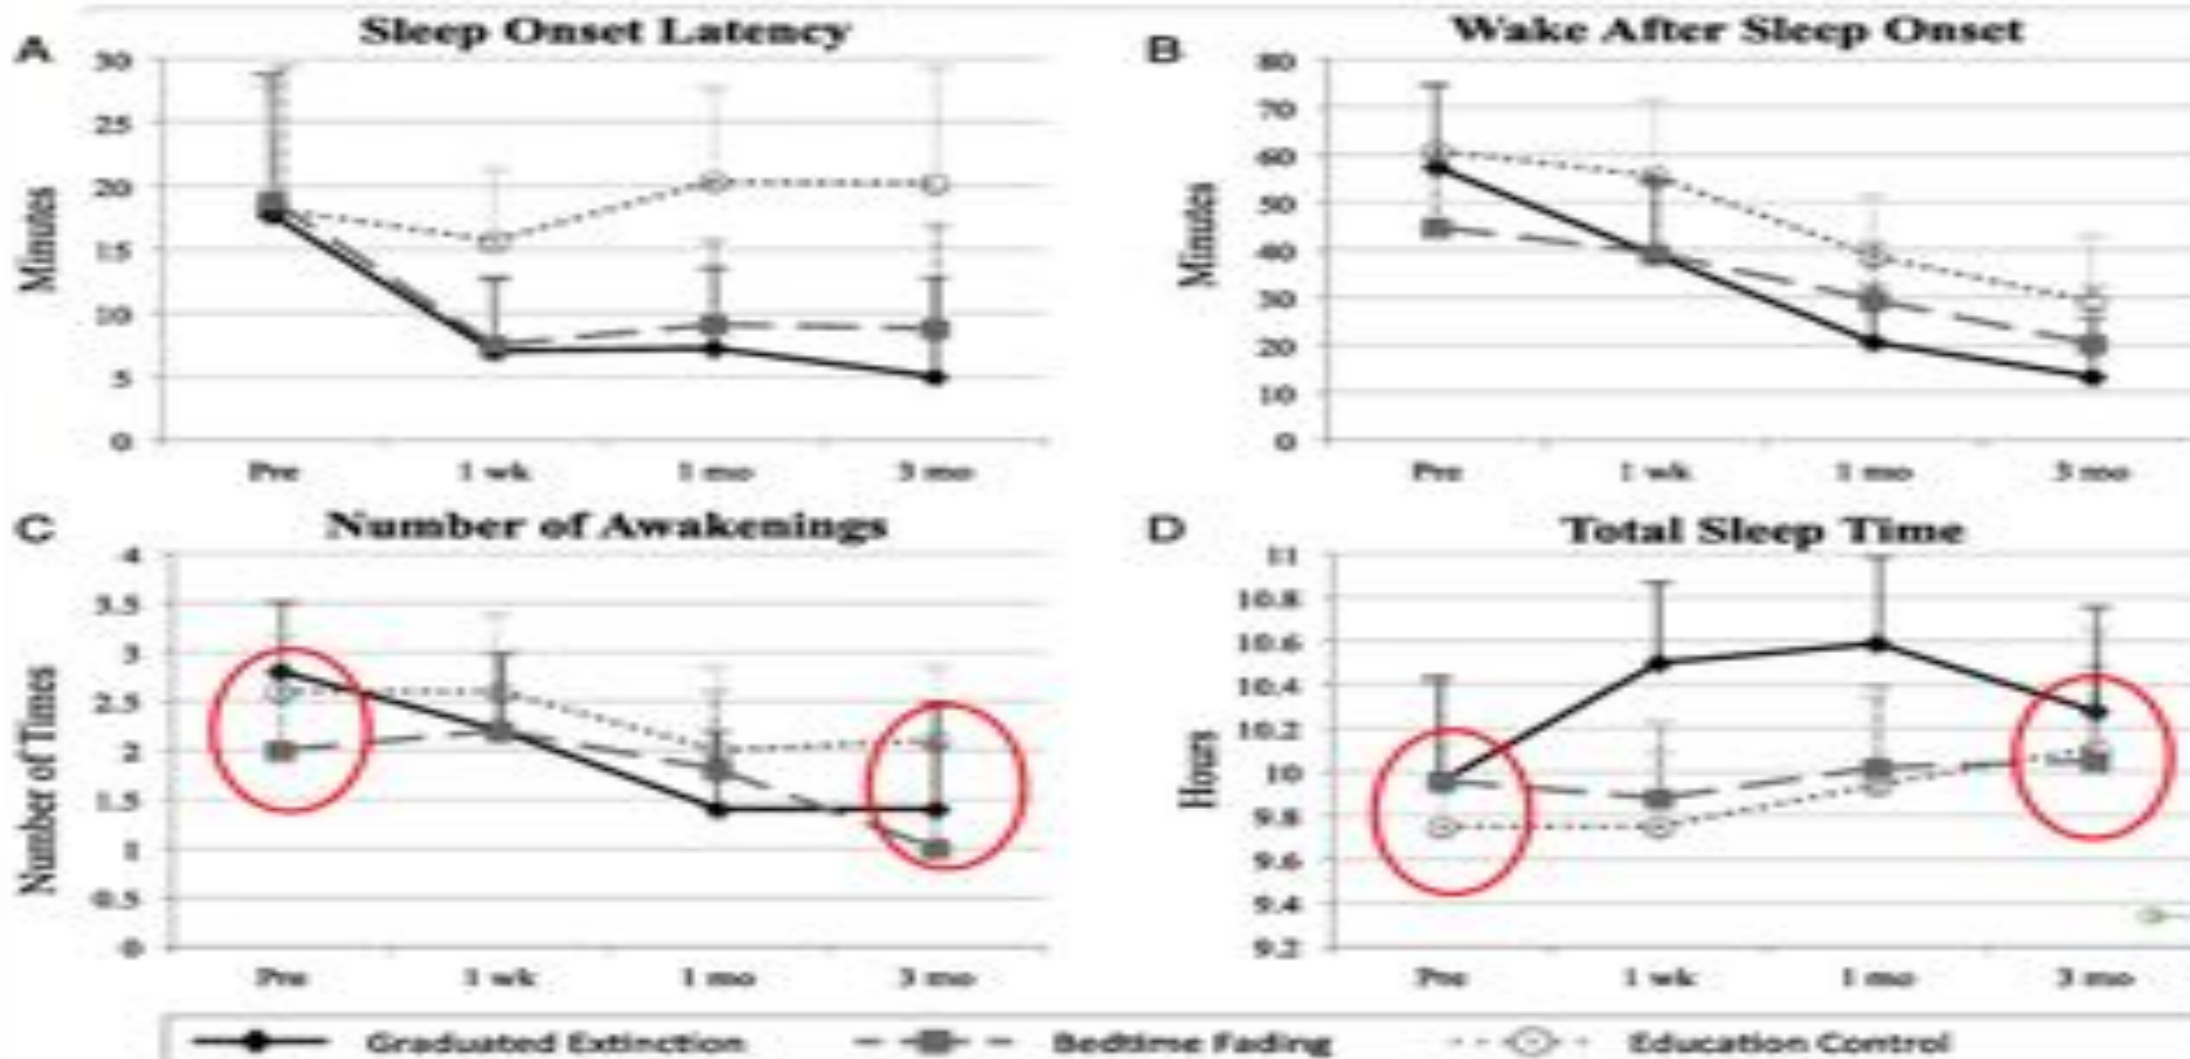 A
Sleep Onset Latency
30
25
20
15
10
5
0
Minutes
Pre 1 wk 1 mo 3 mo
B
Wake After Sleep Onset
80
70
60
50
40
30
20
10
0
Minutes
Pre 1 wk 1 mo 3 mo
C
Number of Awakenings
4
3.5
3
2.5
2
1.5
1
0.5
0
Number of Times
Pre 1 wk 1 mo 3 mo
D
Total Sleep Time
11
10.8
10.6
10.4
10.2
10
9.8
9.6
9.4
9.2
Hours
Pre 1 wk 1 mo 3 mo
Graduated Extinction Bedtime Fading Education Control